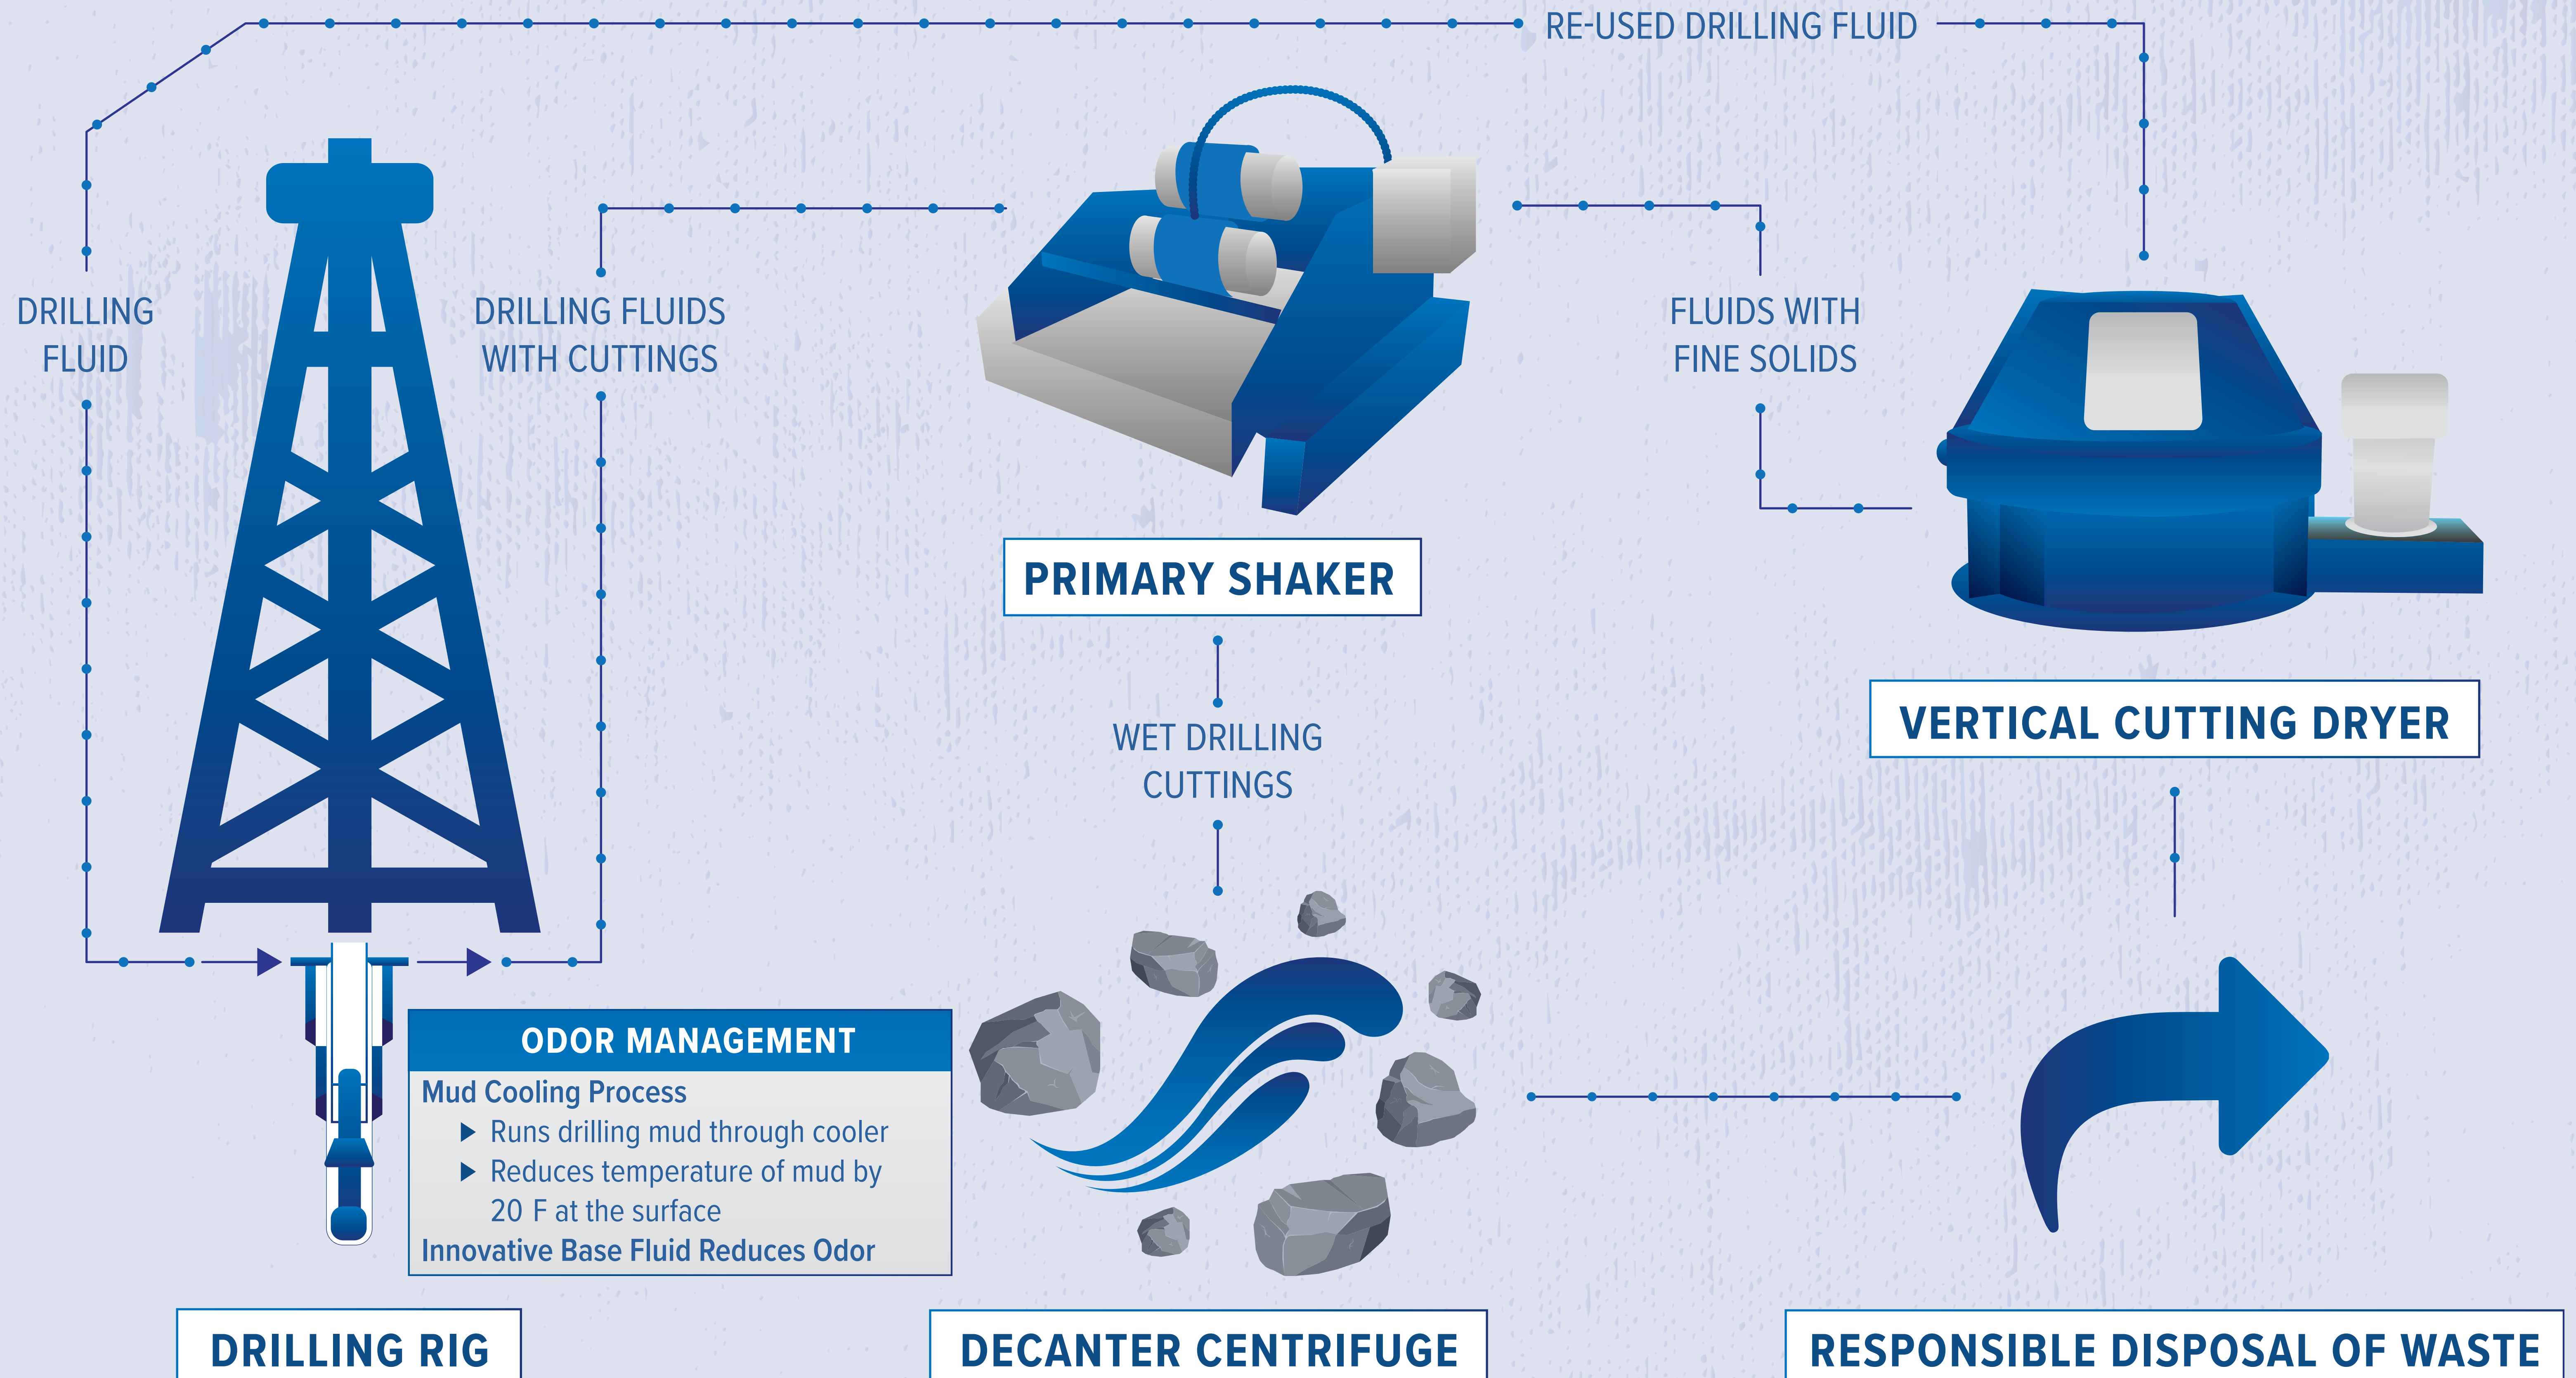 RE-USED DRILLING FLUID
DRILLING
FLUID
DRILLING FLUIDS
WITH CUTTINGS
FLUIDS WITH
FINE SOLIDS
PRIMARY SHAKER
VERTICAL CUTTING DRYER
WET DRILLING
CUTTINGS
ODOR MANAGEMENT
Mud Cooling Process
Runs drilling mud through cooler
Reduces temperature of mud by
20 F at the surface
Innovative Base Fluid Reduces Odor
DRILLING RIG
DECANTER CENTRIFUGE
RESPONSIBLE DISPOSAL OF WASTE